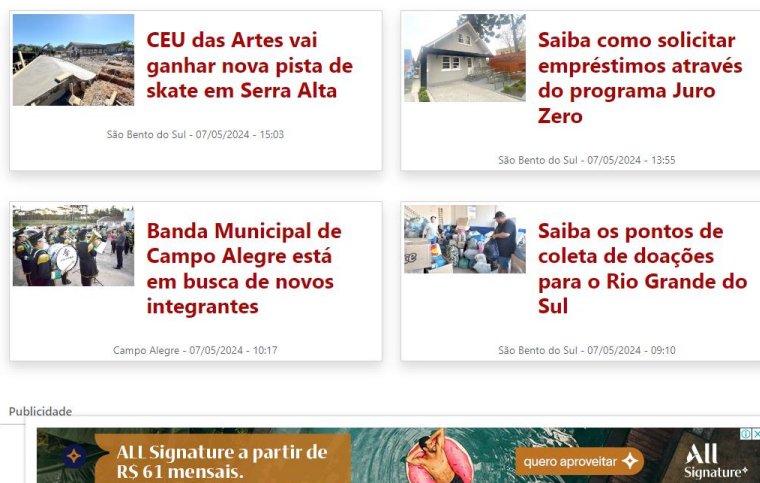 CEU das Artes vai
ganhar nova pista de
skate em Serra Alta
São Bento do Sul - 07/05/2024 - 15:03
Saiba como solicitar
empréstimos através
do programa Juro
Zero
São Bento do Sul - 07/05/2024 - 13:55
Banda Municipal de
Campo Alegre está
em busca de novos
integrantes
Campo Alegre - 07/05/2024 - 10:17
Saiba os pontos de
coleta de doações
para o Rio Grande do
Sul
São Bento do Sul - 07/05/2024 - 09:10
Publicidade
ALL Signature a partir de
R$ 61 mensais.
quero aproveitar
All
Signature